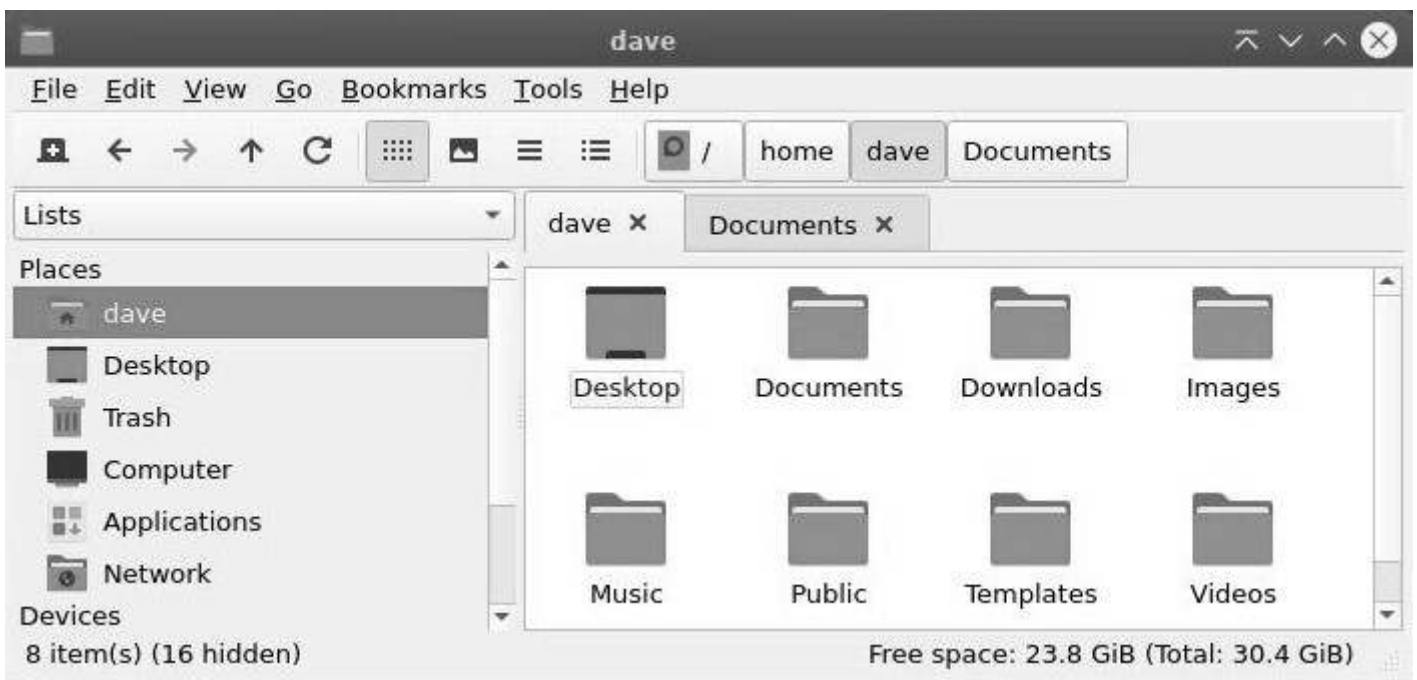 dave
File Edit View Go Bookmarks Tools Help
/ home dave Documents
Lists
dave Documents
Places
dave
Desktop
Trash
Computer
Applications
Network
Devices
Desktop Documents Downloads Images
Music Public Templates Videos
8 item(s) (16 hidden)
Free space: 23.8 GiB (Total: 30.4 GiB)